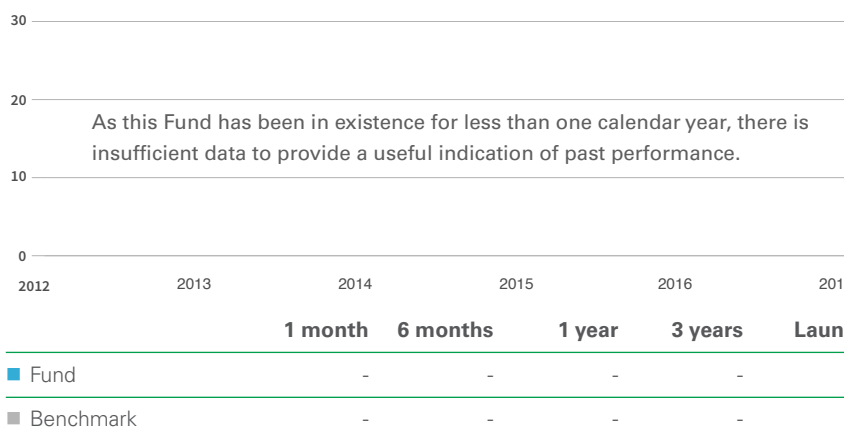 30
20
As this Fund has been in existence for less than one calendar year, there is
insufficient data to provide a useful indication of past performance.
10
0
2012 2013 2014 2015 2016 201
1 month 6 months 1 year 3 years Laun
Fund - - - -
Benchmark - - - -